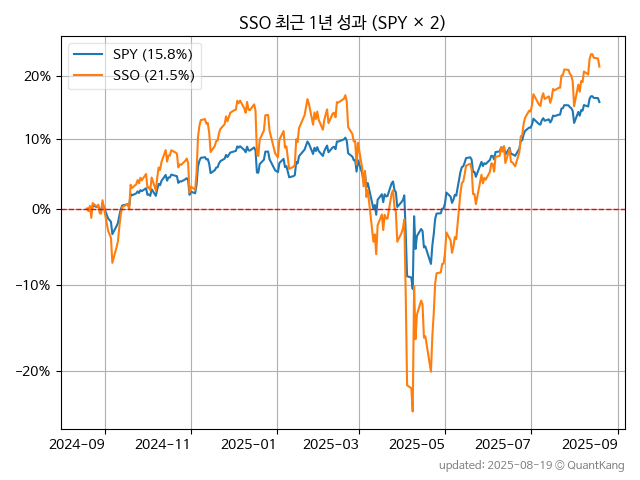 SSO 최근 1년 성과 (SPY × 2)
SPY (15.8%)
SSO (21.5%)
20%
10%
0%
−10%
−20%
2024-09 2024-11 2025-01 2025-03 2025-05 2025-07 2025-09
updated: 2025-08-19 © QuantKang